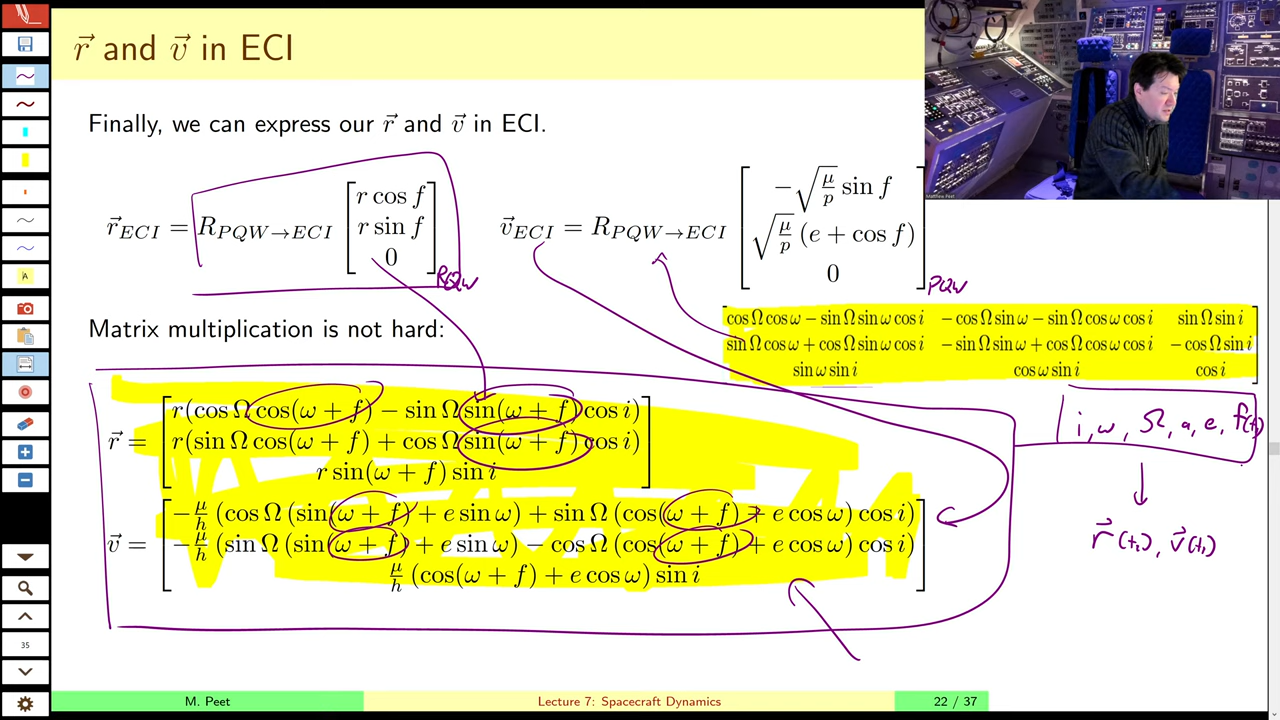 r⃗ and v⃗ in ECI
Matthew Peet
Finally, we can express our r⃗ and v⃗ in ECI.
r⃗_ECI = R_PQW→ECI [r cos f; r sin f; 0]
PQW
v⃗_ECI = R_PQW→ECI [−√(μ/p) sin f; √(μ/p) (e + cos f); 0]
PQW
cos Ω cos ω − sin Ω sin ω cos i   − cos Ω sin ω − sin Ω cos ω cos i   sin Ω sin i
sin Ω cos ω + cos Ω sin ω cos i   − sin Ω sin ω + cos Ω cos ω cos i   − cos Ω sin i
sin ω sin i   cos ω sin i   cos i
Matrix multiplication is not hard:
i, ω, Ω, a, e, f(t₁)
r⃗ = [r(cos Ω cos(ω + f) − sin Ω sin(ω + f) cos i)
r(sin Ω cos(ω + f) + cos Ω sin(ω + f) cos i)
r sin(ω + f) sin i]
v⃗ = [−μ/h (cos Ω (sin(ω + f) + e sin ω) + sin Ω (cos(ω + f) + e cos ω) cos i)
−μ/h (sin Ω (sin(ω + f) + e sin ω) − cos Ω (cos(ω + f) + e cos ω) cos i)
μ/h (cos(ω + f) + e cos ω) sin i]
r⃗(t₁), v⃗(t₁)
35
M. Peet
Lecture 7: Spacecraft Dynamics
22 / 37